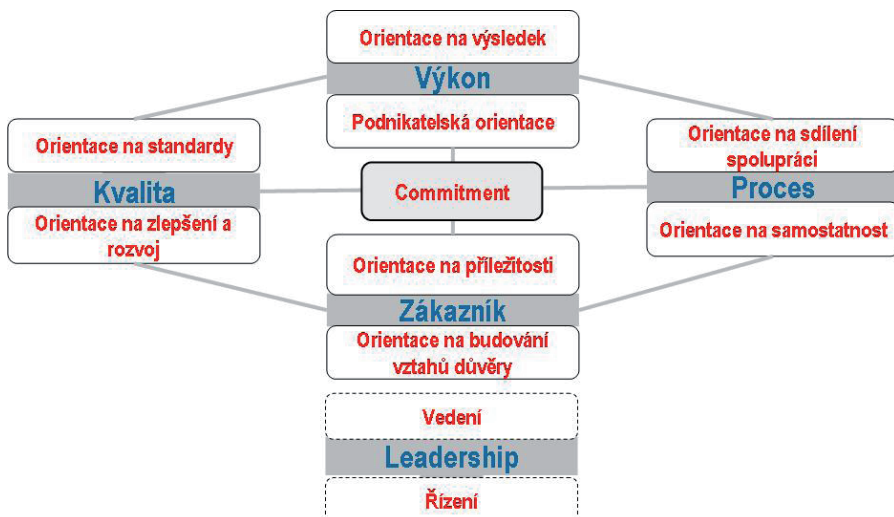 Orientace na výsledek
Výkon
Podnikatelská orientace
Orientace na standardy
Kvalita
Orientace na zlepšení a
rozvoj
Commitment
Orientace na sdílení
spolupráci
Proces
Orientace na samostatnost
Orientace na příležitosti
Zákazník
Orientace na budování
vztahů důvěry
Vedení
Leadership
Řízení